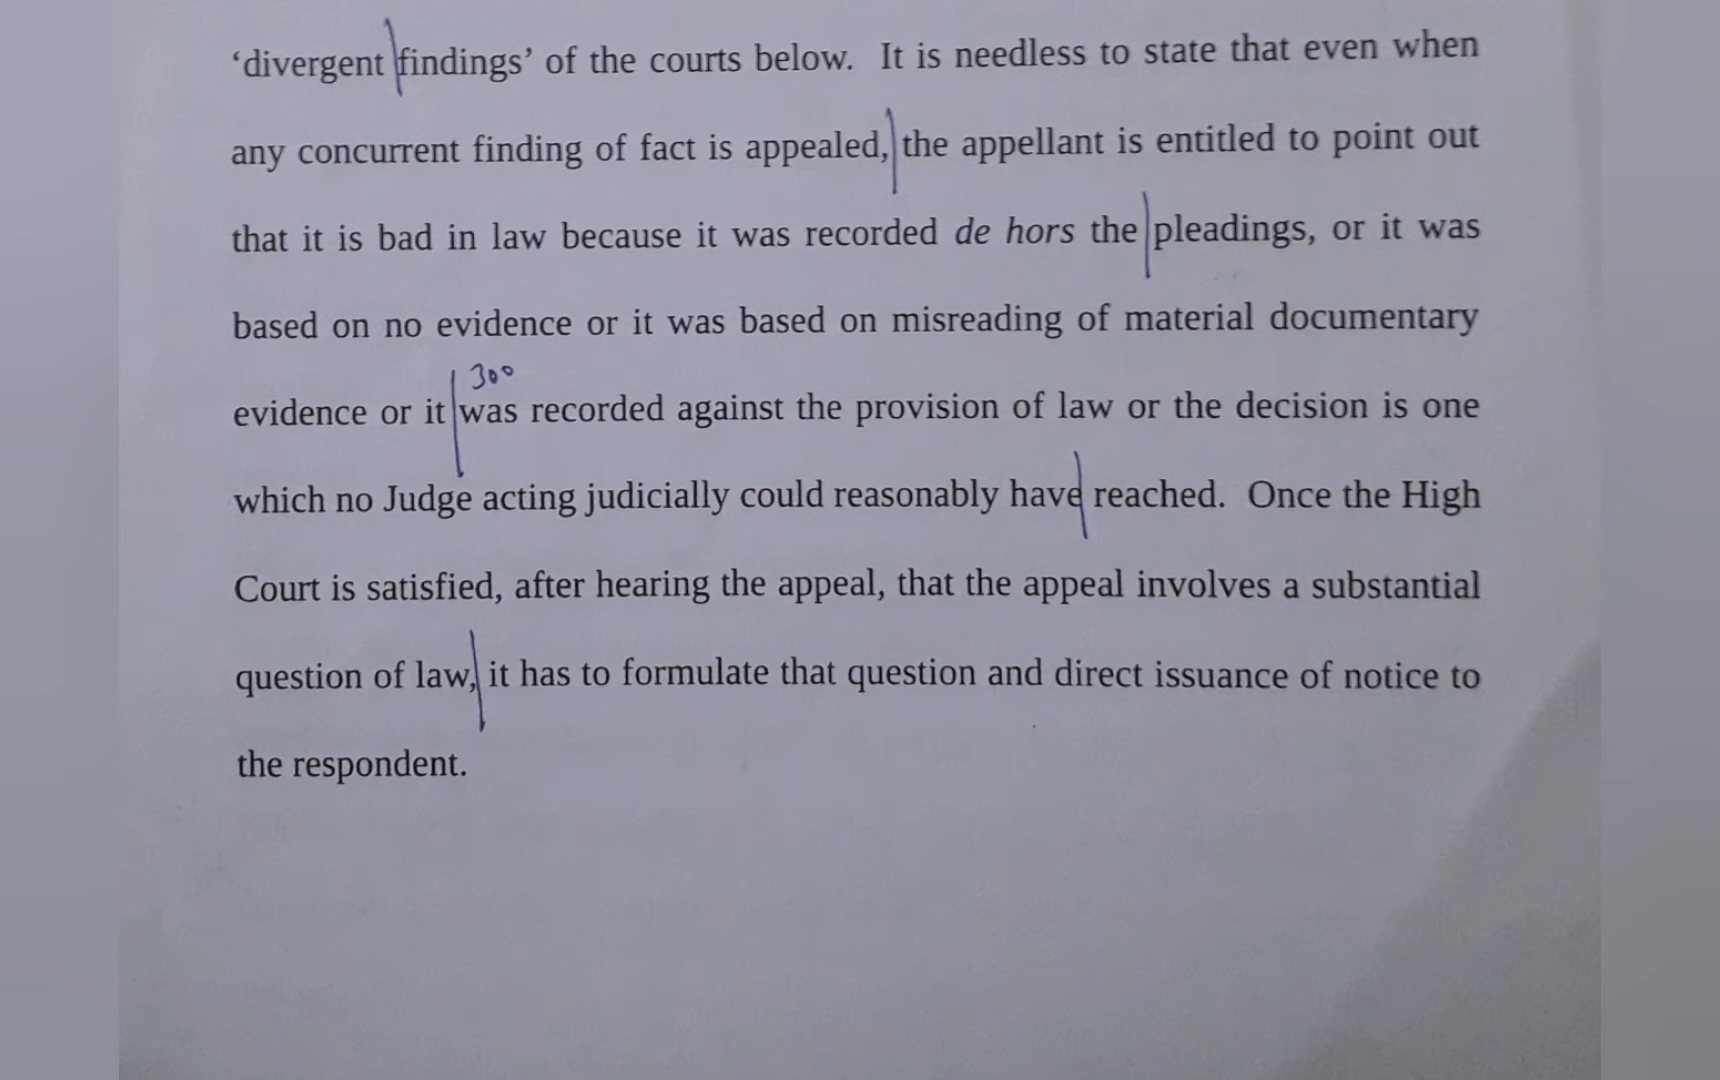 ‘divergent findings’ of the courts below. It is needless to state that even when
any concurrent finding of fact is appealed, the appellant is entitled to point out
that it is bad in law because it was recorded de hors the pleadings, or it was
based on no evidence or it was based on misreading of material documentary
300
evidence or it was recorded against the provision of law or the decision is one
which no Judge acting judicially could reasonably have reached. Once the High
Court is satisfied, after hearing the appeal, that the appeal involves a substantial
question of law, it has to formulate that question and direct issuance of notice to
the respondent.